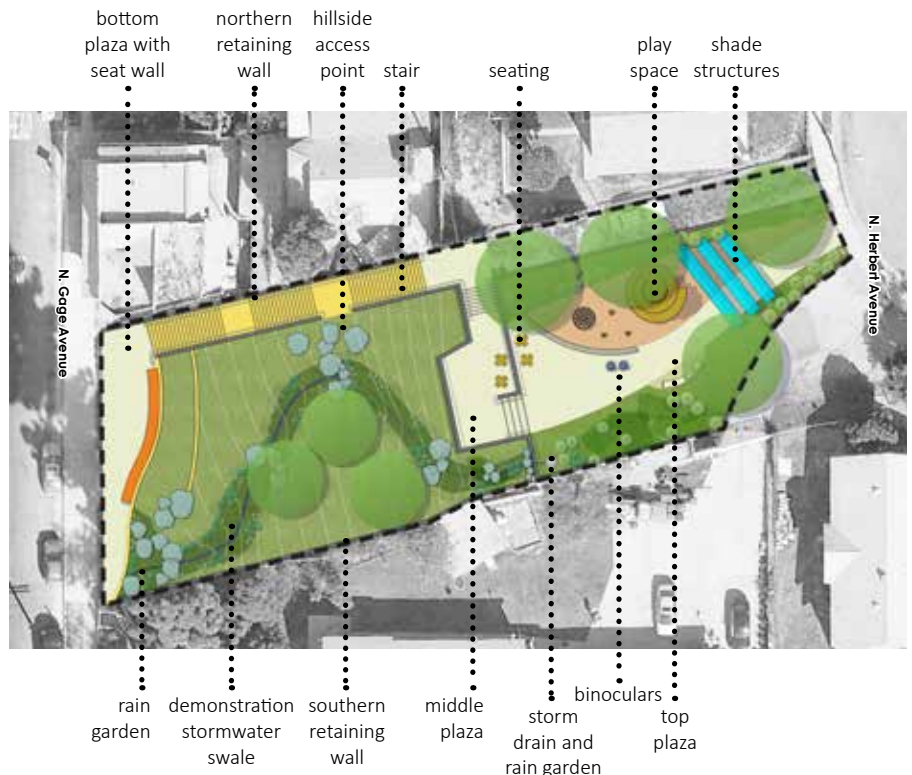 bottom
plaza with
seat wall
northern
retaining
wall
hillside
access
point
stair
seating
play
space
shade
structures
N. Gage Avenue
N. Herbert Avenue
rain
garden
demonstration
stormwater
swale
southern
retaining
wall
middle
plaza
storm
drain and
rain garden
binoculars
top
plaza